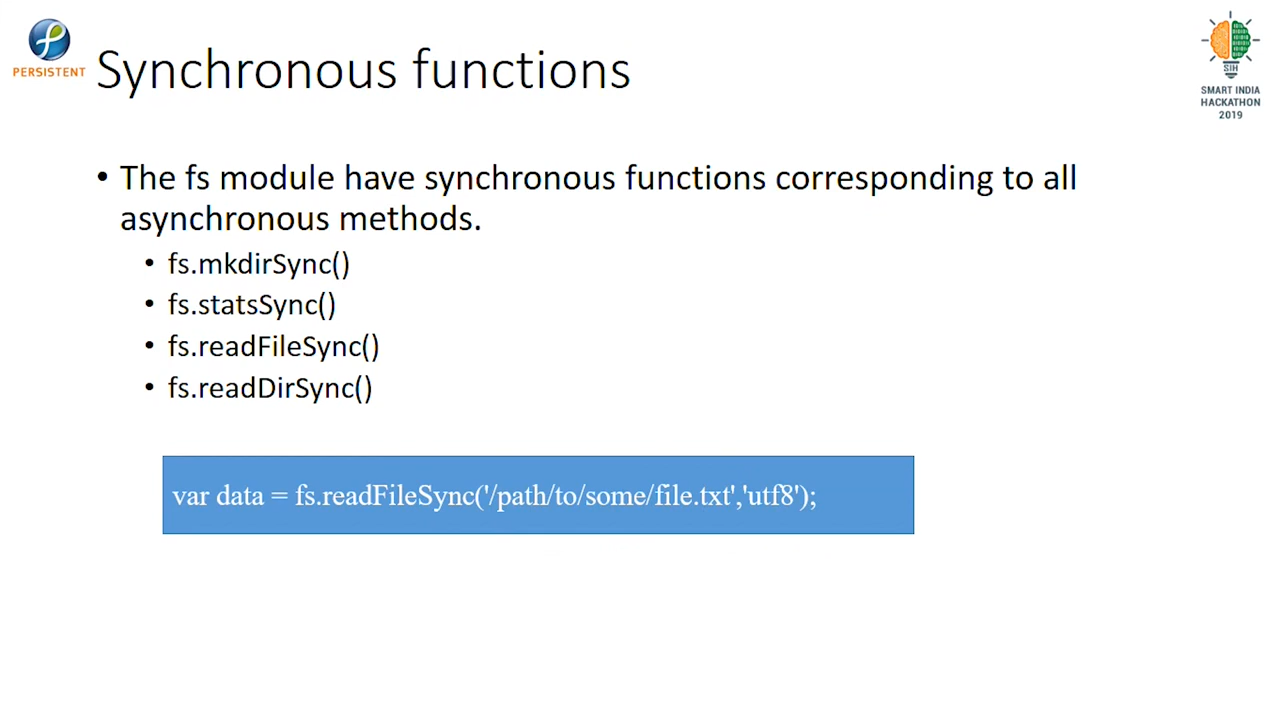 PERSISTENT
Synchronous functions
SIH
SMART INDIA
HACKATHON
2019
• The fs module have synchronous functions corresponding to all
asynchronous methods.
• fs.mkdirSync()
• fs.statsSync()
• fs.readFileSync()
• fs.readDirSync()
var data = fs.readFileSync('/path/to/some/file.txt','utf8');